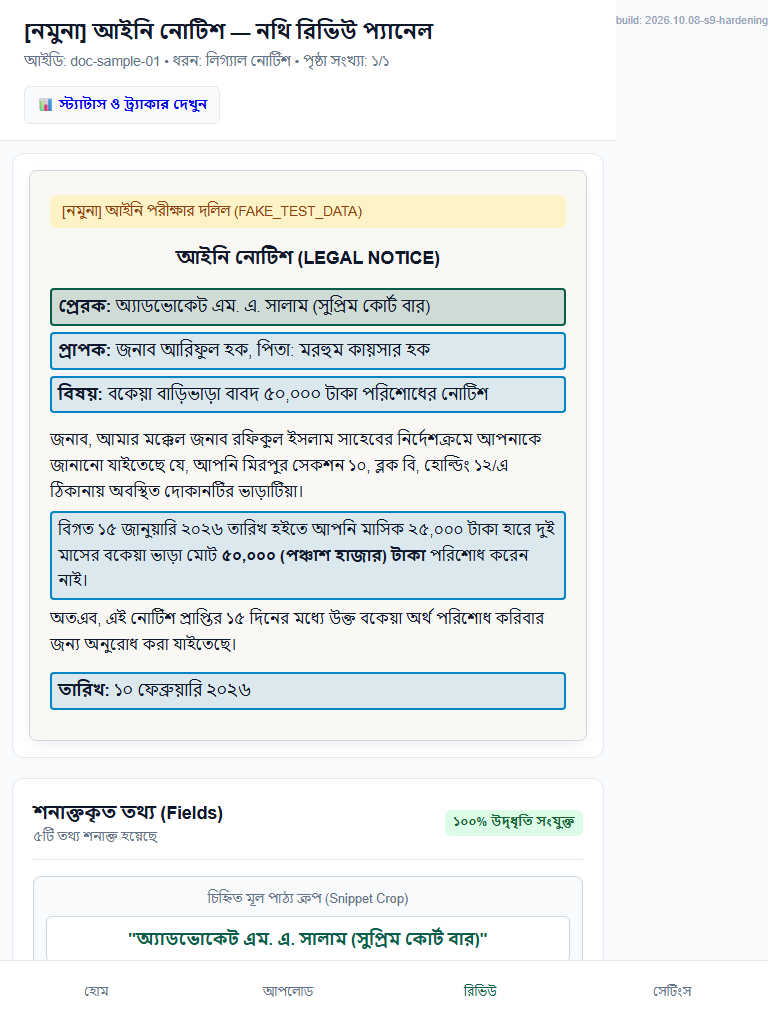 [নমুনা] আইনি নোটিশ — নথি রিভিউ প্যানেল
build: 2026.10.08-s9-hardening
আইডি: doc-sample-01 • ধরন: লিগ্যাল নোটিশ • পৃষ্ঠা সংখ্যা: ১/১
📊 স্ট্যাটাস ও ট্র্যাকার দেখুন
[নমুনা] আইনি পরীক্ষার দলিল (FAKE_TEST_DATA)
আইনি নোটিশ (LEGAL NOTICE)
প্রেরক: অ্যাডভোকেট এম. এ. সালাম (সুপ্রিম কোর্ট বার)
প্রাপক: জনাব আরিফুল হক, পিতা: মরহুম কায়সার হক
বিষয়: বকেয়া বাড়িভাড়া বাবদ ৫০,০০০ টাকা পরিশোধের নোটিশ
জনাব, আমার মক্কেল জনাব রফিকুল ইসলাম সাহেবের নির্দেশক্রমে আপনাকে
জানানো যাইতেছে যে, আপনি মিরপুর সেকশন ১০, ব্লক বি, হোল্ডিং ১২/এ
ঠিকানায় অবস্থিত দোকানটির ভাড়াটিয়া।
বিগত ১৫ জানুয়ারি ২০২৬ তারিখ হইতে আপনি মাসিক ২৫,০০০ টাকা হারে দুই
মাসের বকেয়া ভাড়া মোট ৫০,০০০ (পঞ্চাশ হাজার) টাকা পরিশোধ করেন
নাই।
অতএব, এই নোটিশ প্রাপ্তির ১৫ দিনের মধ্যে উক্ত বকেয়া অর্থ পরিশোধ করিবার
জন্য অনুরোধ করা যাইতেছে।
তারিখ: ১০ ফেব্রুয়ারি ২০২৬
শনাক্তকৃত তথ্য (Fields)
৫টি তথ্য শনাক্ত হয়েছে
১০০% উদ্ধৃতি সংযুক্ত
চিহ্নিত মূল পাঠ্য ক্রপ (Snippet Crop)
"অ্যাডভোকেট এম. এ. সালাম (সুপ্রিম কোর্ট বার)"
হোম
আপলোড
রিভিউ
সেটিংস